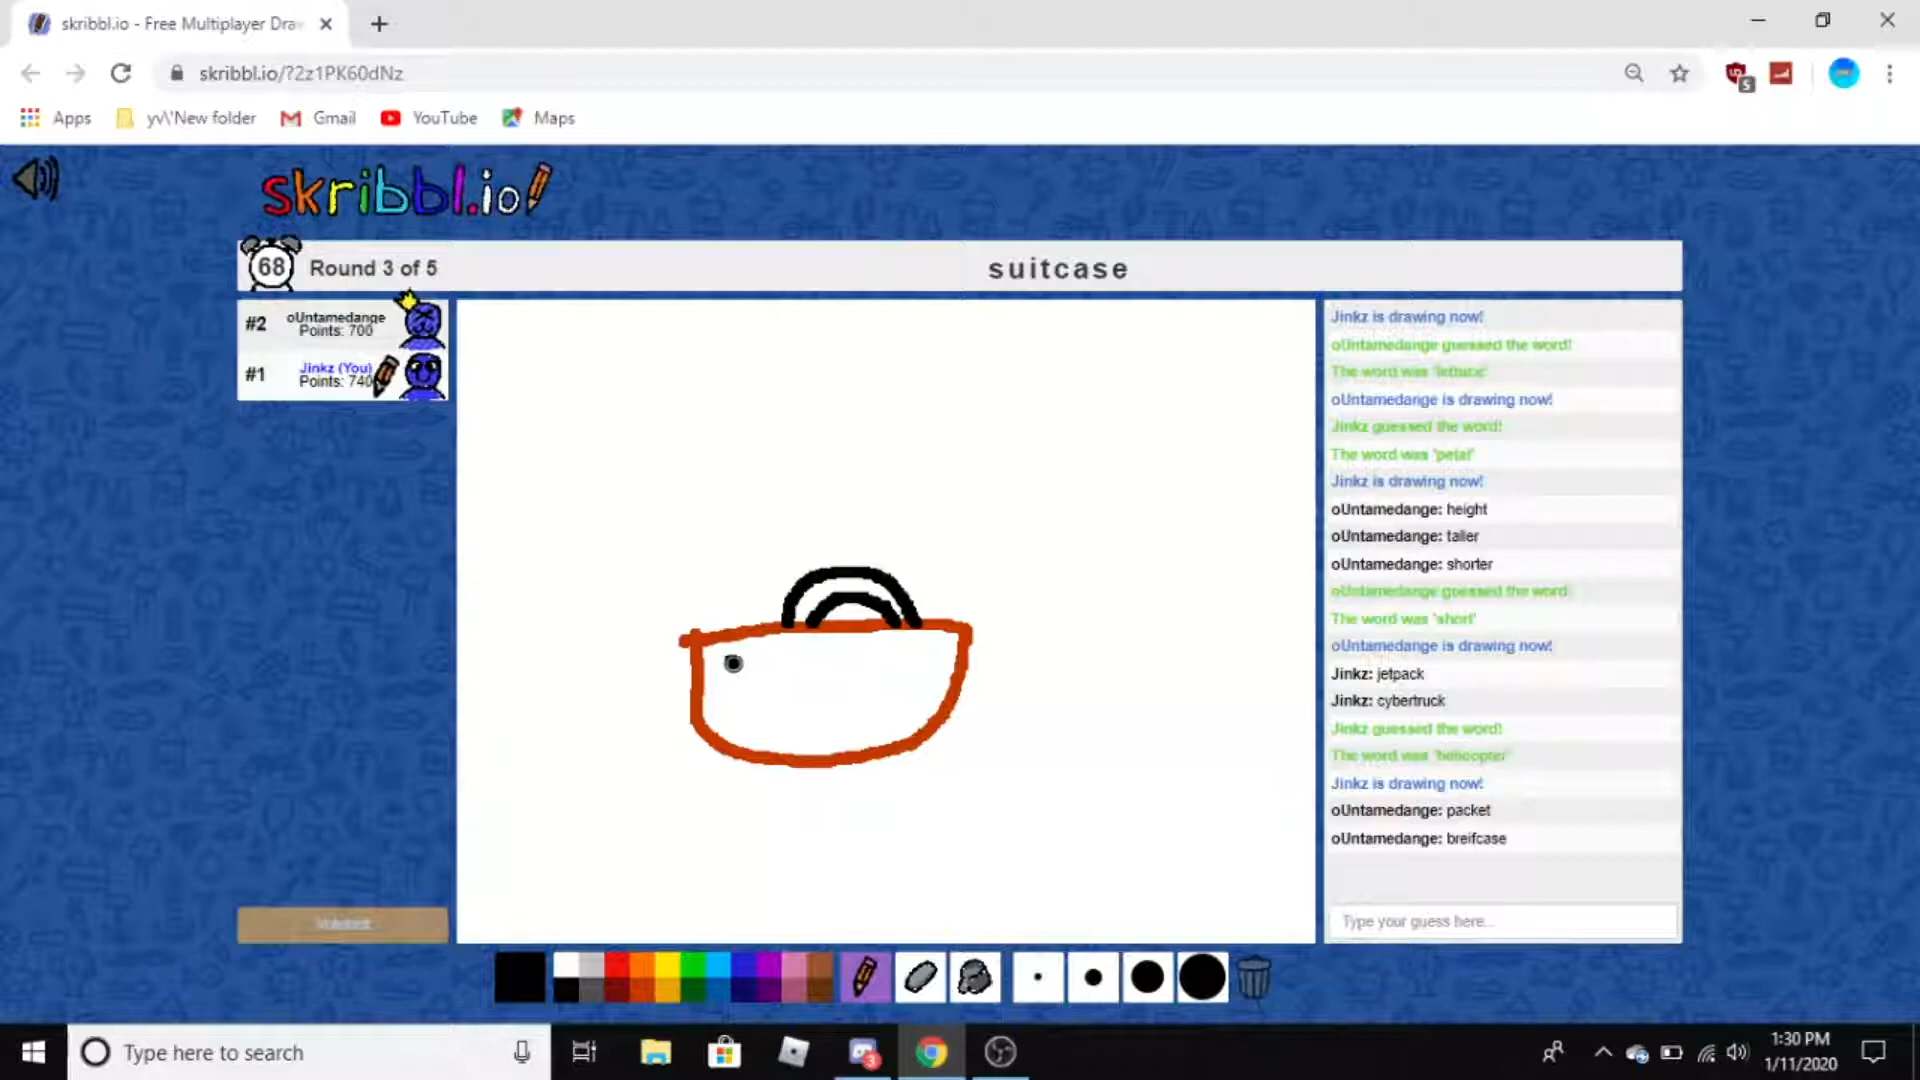 skribbl.io - Free Multiplayer Dra
skribbl.io/?2z1PK60dNz
Apps
yv\'New folder
Gmail
YouTube
Maps
skribbl.io
68
Round 3 of 5
suitcase
#2
oUntamedange
Points: 700
#1
Jinkz (You)
Points: 740
Jinkz is drawing now!
oUntamedange guessed the word!
The word was 'lettuce'
oUntamedange is drawing now!
Jinkz guessed the word!
The word was 'petal'
Jinkz is drawing now!
oUntamedange: height
oUntamedange: taller
oUntamedange: shorter
oUntamedange guessed the word!
The word was 'short'
oUntamedange is drawing now!
Jinkz: jetpack
Jinkz: cybertruck
Jinkz guessed the word!
The word was 'helicopter'
Jinkz is drawing now!
oUntamedange: packet
oUntamedange: breifcase
Type your guess here...
Type here to search
3
1:30 PM
1/11/2020